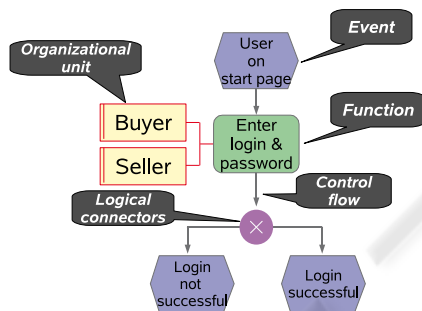 Organizational
unit
User
on
start page
Event
Buyer
Seller
Enter
login &
password
Function
Logical
connectors
Control
flow
Login
not
successful
Login
successful